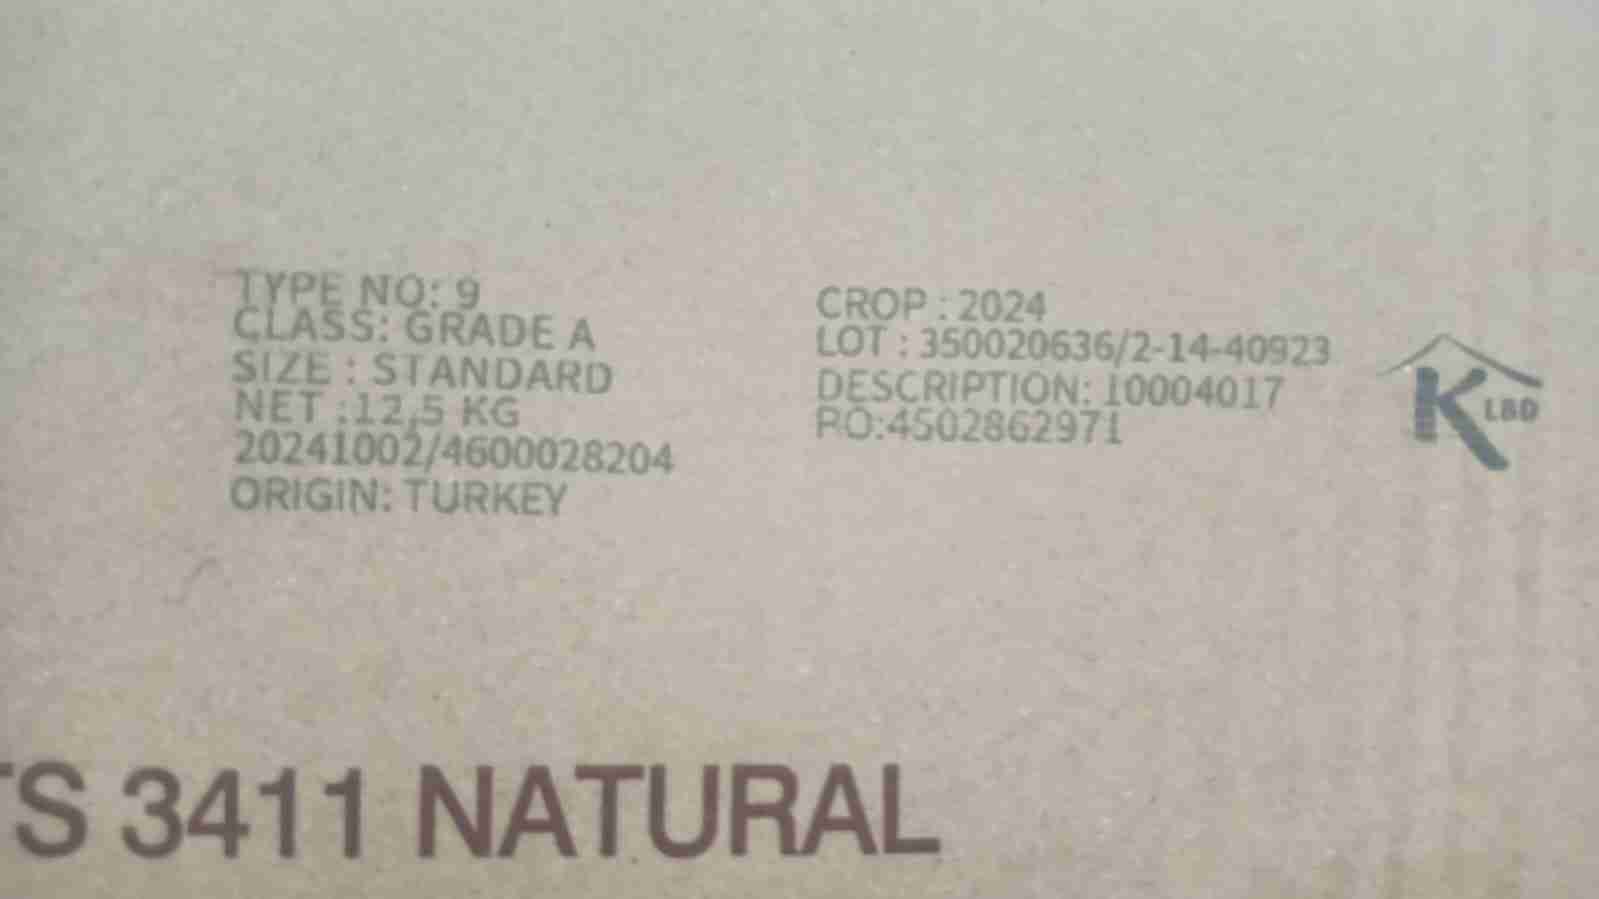 TYPE NO: 9
CLASS: GRADE A
SIZE : STANDARD
NET :12,5 KG
20241002/4600028204
ORIGIN: TURKEY
CROP : 2024
LOT : 350020636/2-14-40923
DESCRIPTION: 10004017
PO:4502862971
K LBD
TS 3411 NATURAL